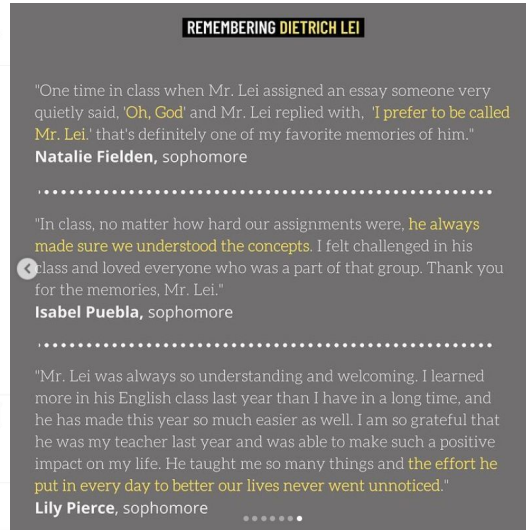 REMEMBERING DIETRICH LEI
"One time in class when Mr. Lei assigned an essay someone very
quietly said, 'Oh, God' and Mr. Lei replied with, 'I prefer to be called
Mr. Lei.' that's definitely one of my favorite memories of him."
Natalie Fielden, sophomore
"In class, no matter how hard our assignments were, he always
made sure we understood the concepts. I felt challenged in his
class and loved everyone who was a part of that group. Thank you
for the memories, Mr. Lei."
Isabel Puebla, sophomore
"Mr. Lei was always so understanding and welcoming. I learned
more in his English class last year than I have in a long time, and
he has made this year so much easier as well. I am so grateful that
he was my teacher last year and was able to make such a positive
impact on my life. He taught me so many things and the effort he
put in every day to better our lives never went unnoticed."
Lily Pierce, sophomore